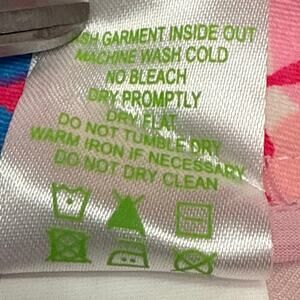 GARMENT INSIDE OUT
MACHINE WASH COLD
NO BLEACH
DRY PROMPTLY
DRY FLAT
DO NOT TUMBLE DRY
WARM IRON IF NECESSARY
DO NOT DRY CLEAN